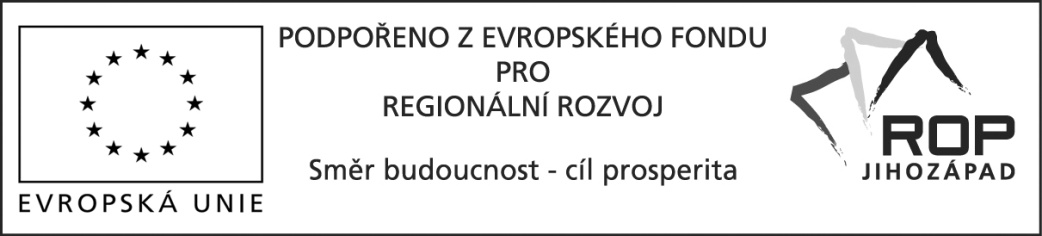 EVROPSKÁ UNIE
PODPOŘENO Z EVROPSKÉHO FONDU
PRO
REGIONÁLNÍ ROZVOJ
Směr budoucnost - cíl prosperita
ROP
JIHOZÁPAD